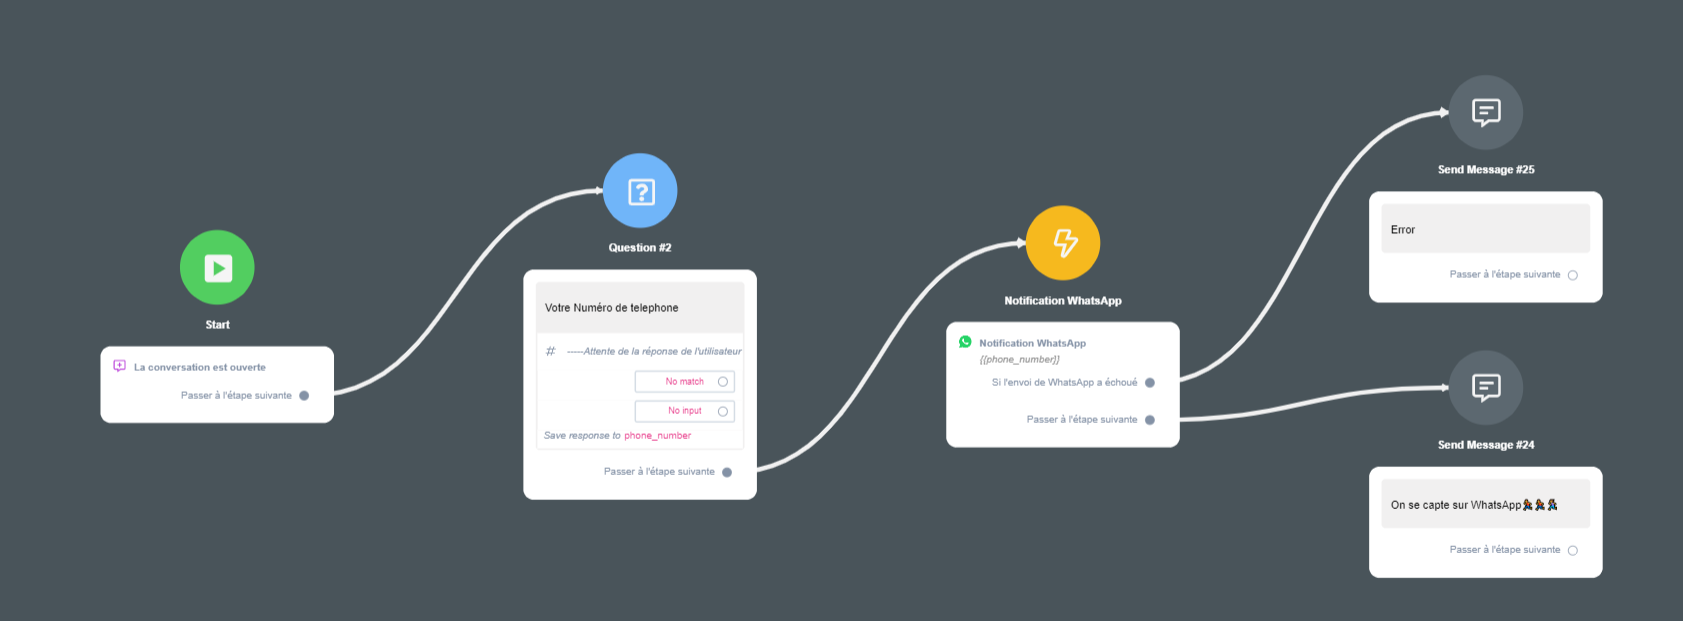 Start
La conversation est ouverte
Passer à l'étape suivante
Question #2
Votre Numéro de telephone
# -----Attente de la réponse de l'utilisateur
No match
No input
Save response to phone_number
Passer à l'étape suivante
Notification WhatsApp
Notification WhatsApp
{{phone_number}}
Si l'envoi de WhatsApp a échoué
Passer à l'étape suivante
Send Message #25
Error
Passer à l'étape suivante
Send Message #24
On se capte sur WhatsApp
Passer à l'étape suivante